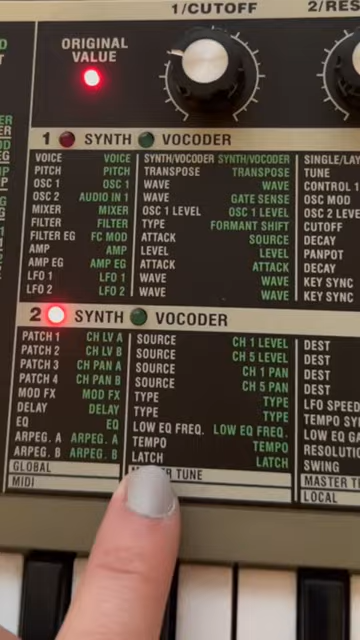 1/CUTOFF 2/RES
ORIGINAL
VALUE
1 SYNTH VOCODER
VOICE VOICE SYNTH/VOCODER SYNTH/VOCODER SINGLE/LAY
PITCH PITCH TRANSPOSE TRANSPOSE TUNE
OSC 1 OSC 1 WAVE WAVE CONTROL 1
OSC 2 AUDIO IN 1 WAVE GATE SENSE OSC MOD
MIXER MIXER OSC 1 LEVEL OSC 1 LEVEL OSC 2 LEVEL
FILTER FILTER TYPE FORMANT SHIFT CUTOFF
FILTER EG FC MOD ATTACK SOURCE DECAY
AMP AMP LEVEL LEVEL PANPOT
AMP EG AMP EG ATTACK ATTACK DECAY
LFO 1 LFO 1 WAVE WAVE KEY SYNC
LFO 2 LFO 2 WAVE WAVE KEY SYNC
2 SYNTH VOCODER
PATCH 1 CH LV A SOURCE CH 1 LEVEL DEST
PATCH 2 CH LV B SOURCE CH 5 LEVEL DEST
PATCH 3 CH PAN A SOURCE CH 1 PAN DEST
PATCH 4 CH PAN B SOURCE CH 5 PAN DEST
MOD FX MOD FX TYPE TYPE LFO SPEED
DELAY DELAY TYPE TYPE TEMPO SY
EQ EQ LOW EQ FREQ. LOW EQ FREQ. LOW EQ GA
ARPEG. A ARPEG. A TEMPO TEMPO RESOLUTI
ARPEG. B ARPEG. B LATCH LATCH SWING
GLOBAL TUNE MASTER T
MIDI LOCAL